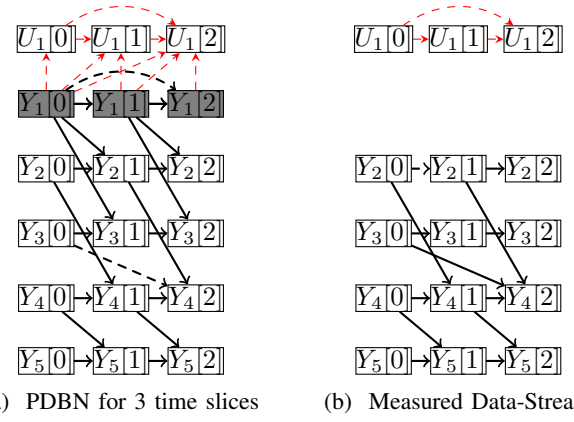 U₁[0] U₁[1] U₁[2] U₁[0] U₁[1] U₁[2]
Y₁[0] Y₁[1] Y₁[2]
Y₂[0] Y₂[1] Y₂[2] Y₂[0] Y₂[1] Y₂[2]
Y₃[0] Y₃[1] Y₃[2] Y₃[0] Y₃[1] Y₃[2]
Y₄[0] Y₄[1] Y₄[2] Y₄[0] Y₄[1] Y₄[2]
Y₅[0] Y₅[1] Y₅[2] Y₅[0] Y₅[1] Y₅[2]
) PDBN for 3 time slices (b) Measured Data-Strea